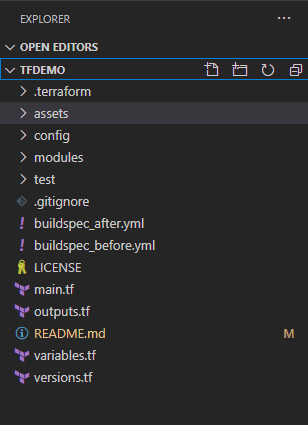 EXPLORER
OPEN EDITORS
TFDEMO
.terraform
assets
config
modules
test
.gitignore
buildspec_after.yml
buildspec_before.yml
LICENSE
main.tf
outputs.tf
README.md M
variables.tf
versions.tf